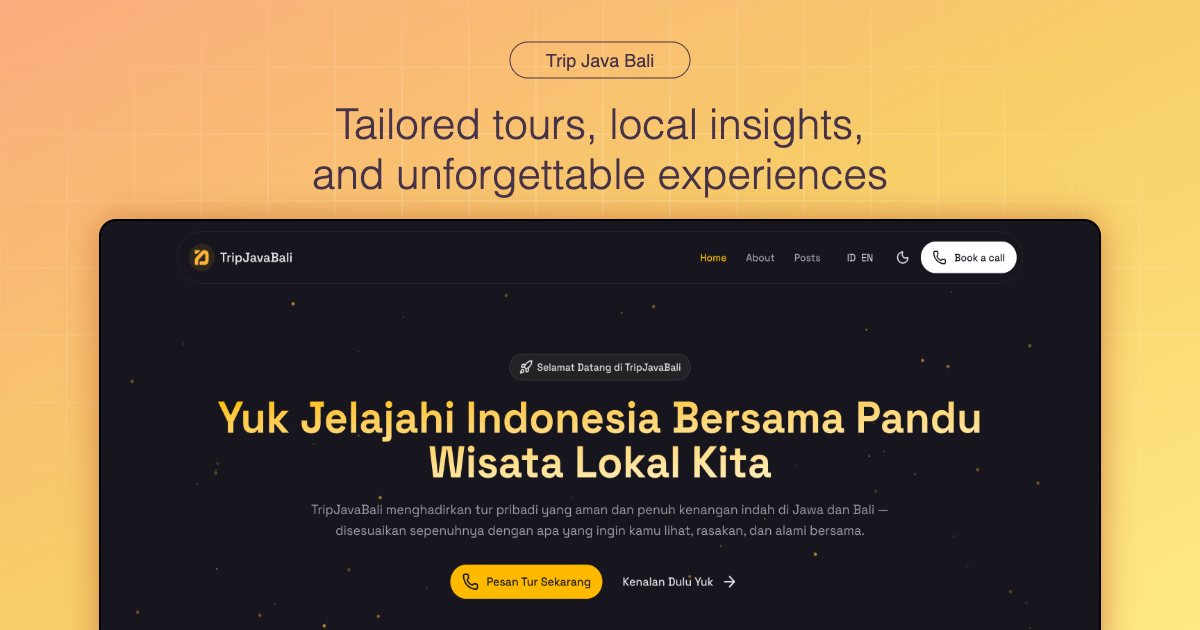 Trip Java Bali
Tailored tours, local insights,
and unforgettable experiences
TripJavaBali
Home About Posts ID EN Book a call
Selamat Datang di TripJavaBali
Yuk Jelajahi Indonesia Bersama Pandu
Wisata Lokal Kita
TripJavaBali menghadirkan tur pribadi yang aman dan penuh kenangan indah di Jawa dan Bali —
disesuaikan sepenuhnya dengan apa yang ingin kamu lihat, rasakan, dan alami bersama.
Pesan Tur Sekarang
Kenalan Dulu Yuk →